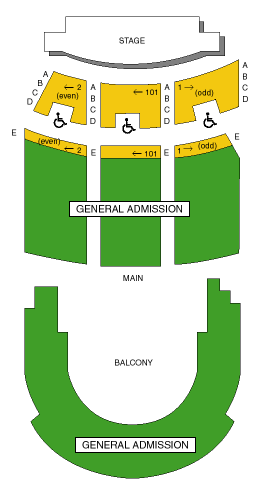 STAGE
A
B
C
D
← 2
(even)
A
B
C
D
← 101
A
B
C
D
1 →
(odd)
A
B
C
D
E
(even)
← 2
E
← 101
E
1 →
(odd)
E
GENERAL ADMISSION
MAIN
BALCONY
GENERAL ADMISSION